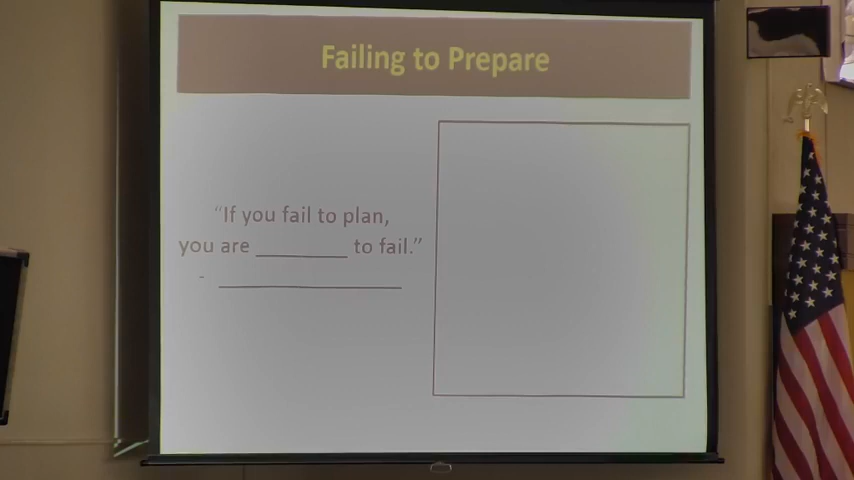 Failing to Prepare
“If you fail to plan,
you are ________ to fail.”
- ________________